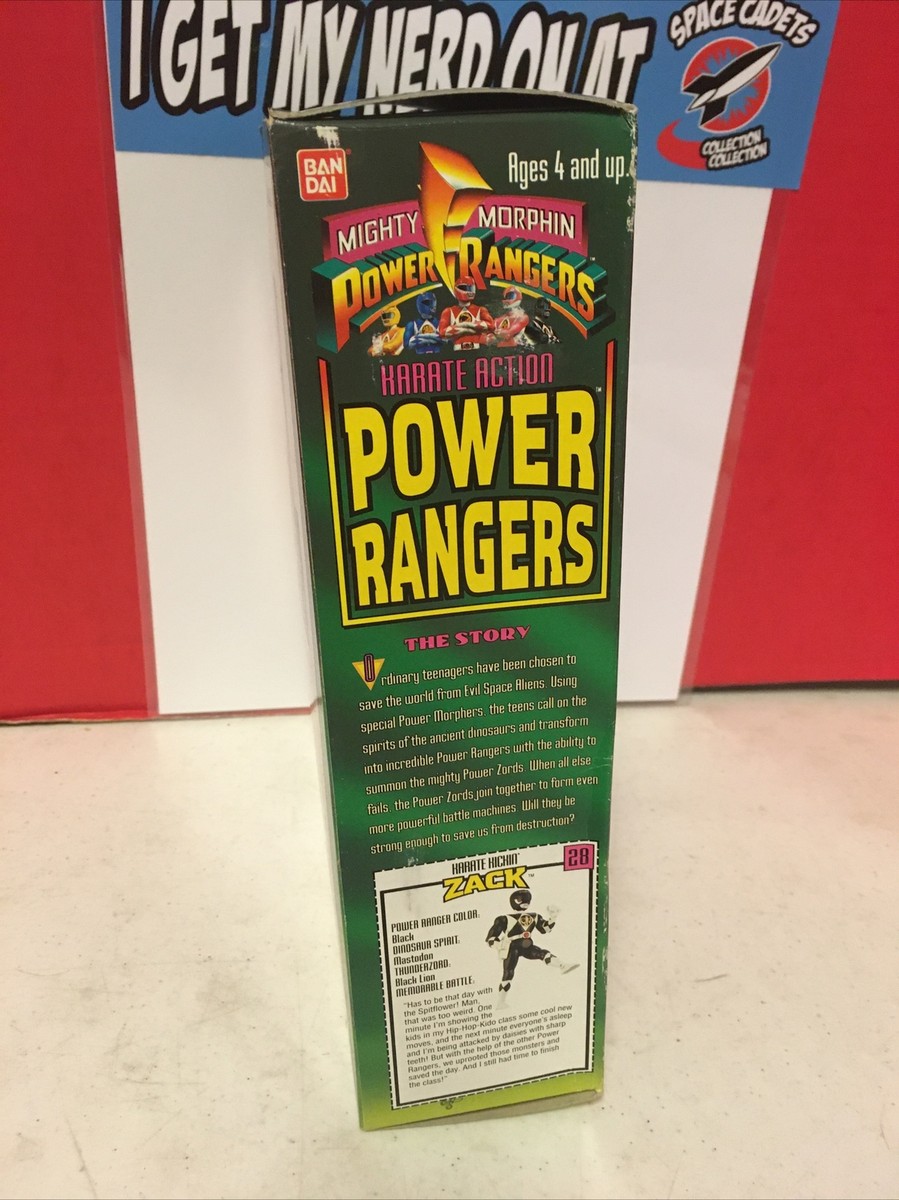 I GET MY NERD ON AT
SPACE CADETS
COLLECTION
COLLECTION
BAN
DAI
Ages 4 and up.
MIGHTY MORPHIN
POWER RANGERS
KARATE ACTION
POWER
RANGERS
THE STORY
Ordinary teenagers have been chosen to
save the world from Evil Space Aliens. Using
special Power Morphers, the teens call on the
spirits of the ancient dinosaurs and transform
into incredible Power Rangers with the ability to
summon the mighty Power Zords. When all else
fails, the Power Zords join together to form even
more powerful battle machines. Will they be
strong enough to save us from destruction?
28
KARATE KICKIN'
ZACK™
POWER RANGER COLOR:
Black
DINOSAUR SPIRIT:
Mastodon
THUNDERZORD:
Black Lion
MEMORABLE BATTLE:
"Has to be that day with
the Spitflower! Man,
that was too weird. One
minute I'm showing the
kids in my Hip-Hop-Kido class some cool new
moves, and the next minute everyone's asleep
and I'm being attacked by daisies with sharp
teeth! But with the help of the other Power
Rangers, we uprooted those monsters and
saved the day. And I still had time to finish
the class!"